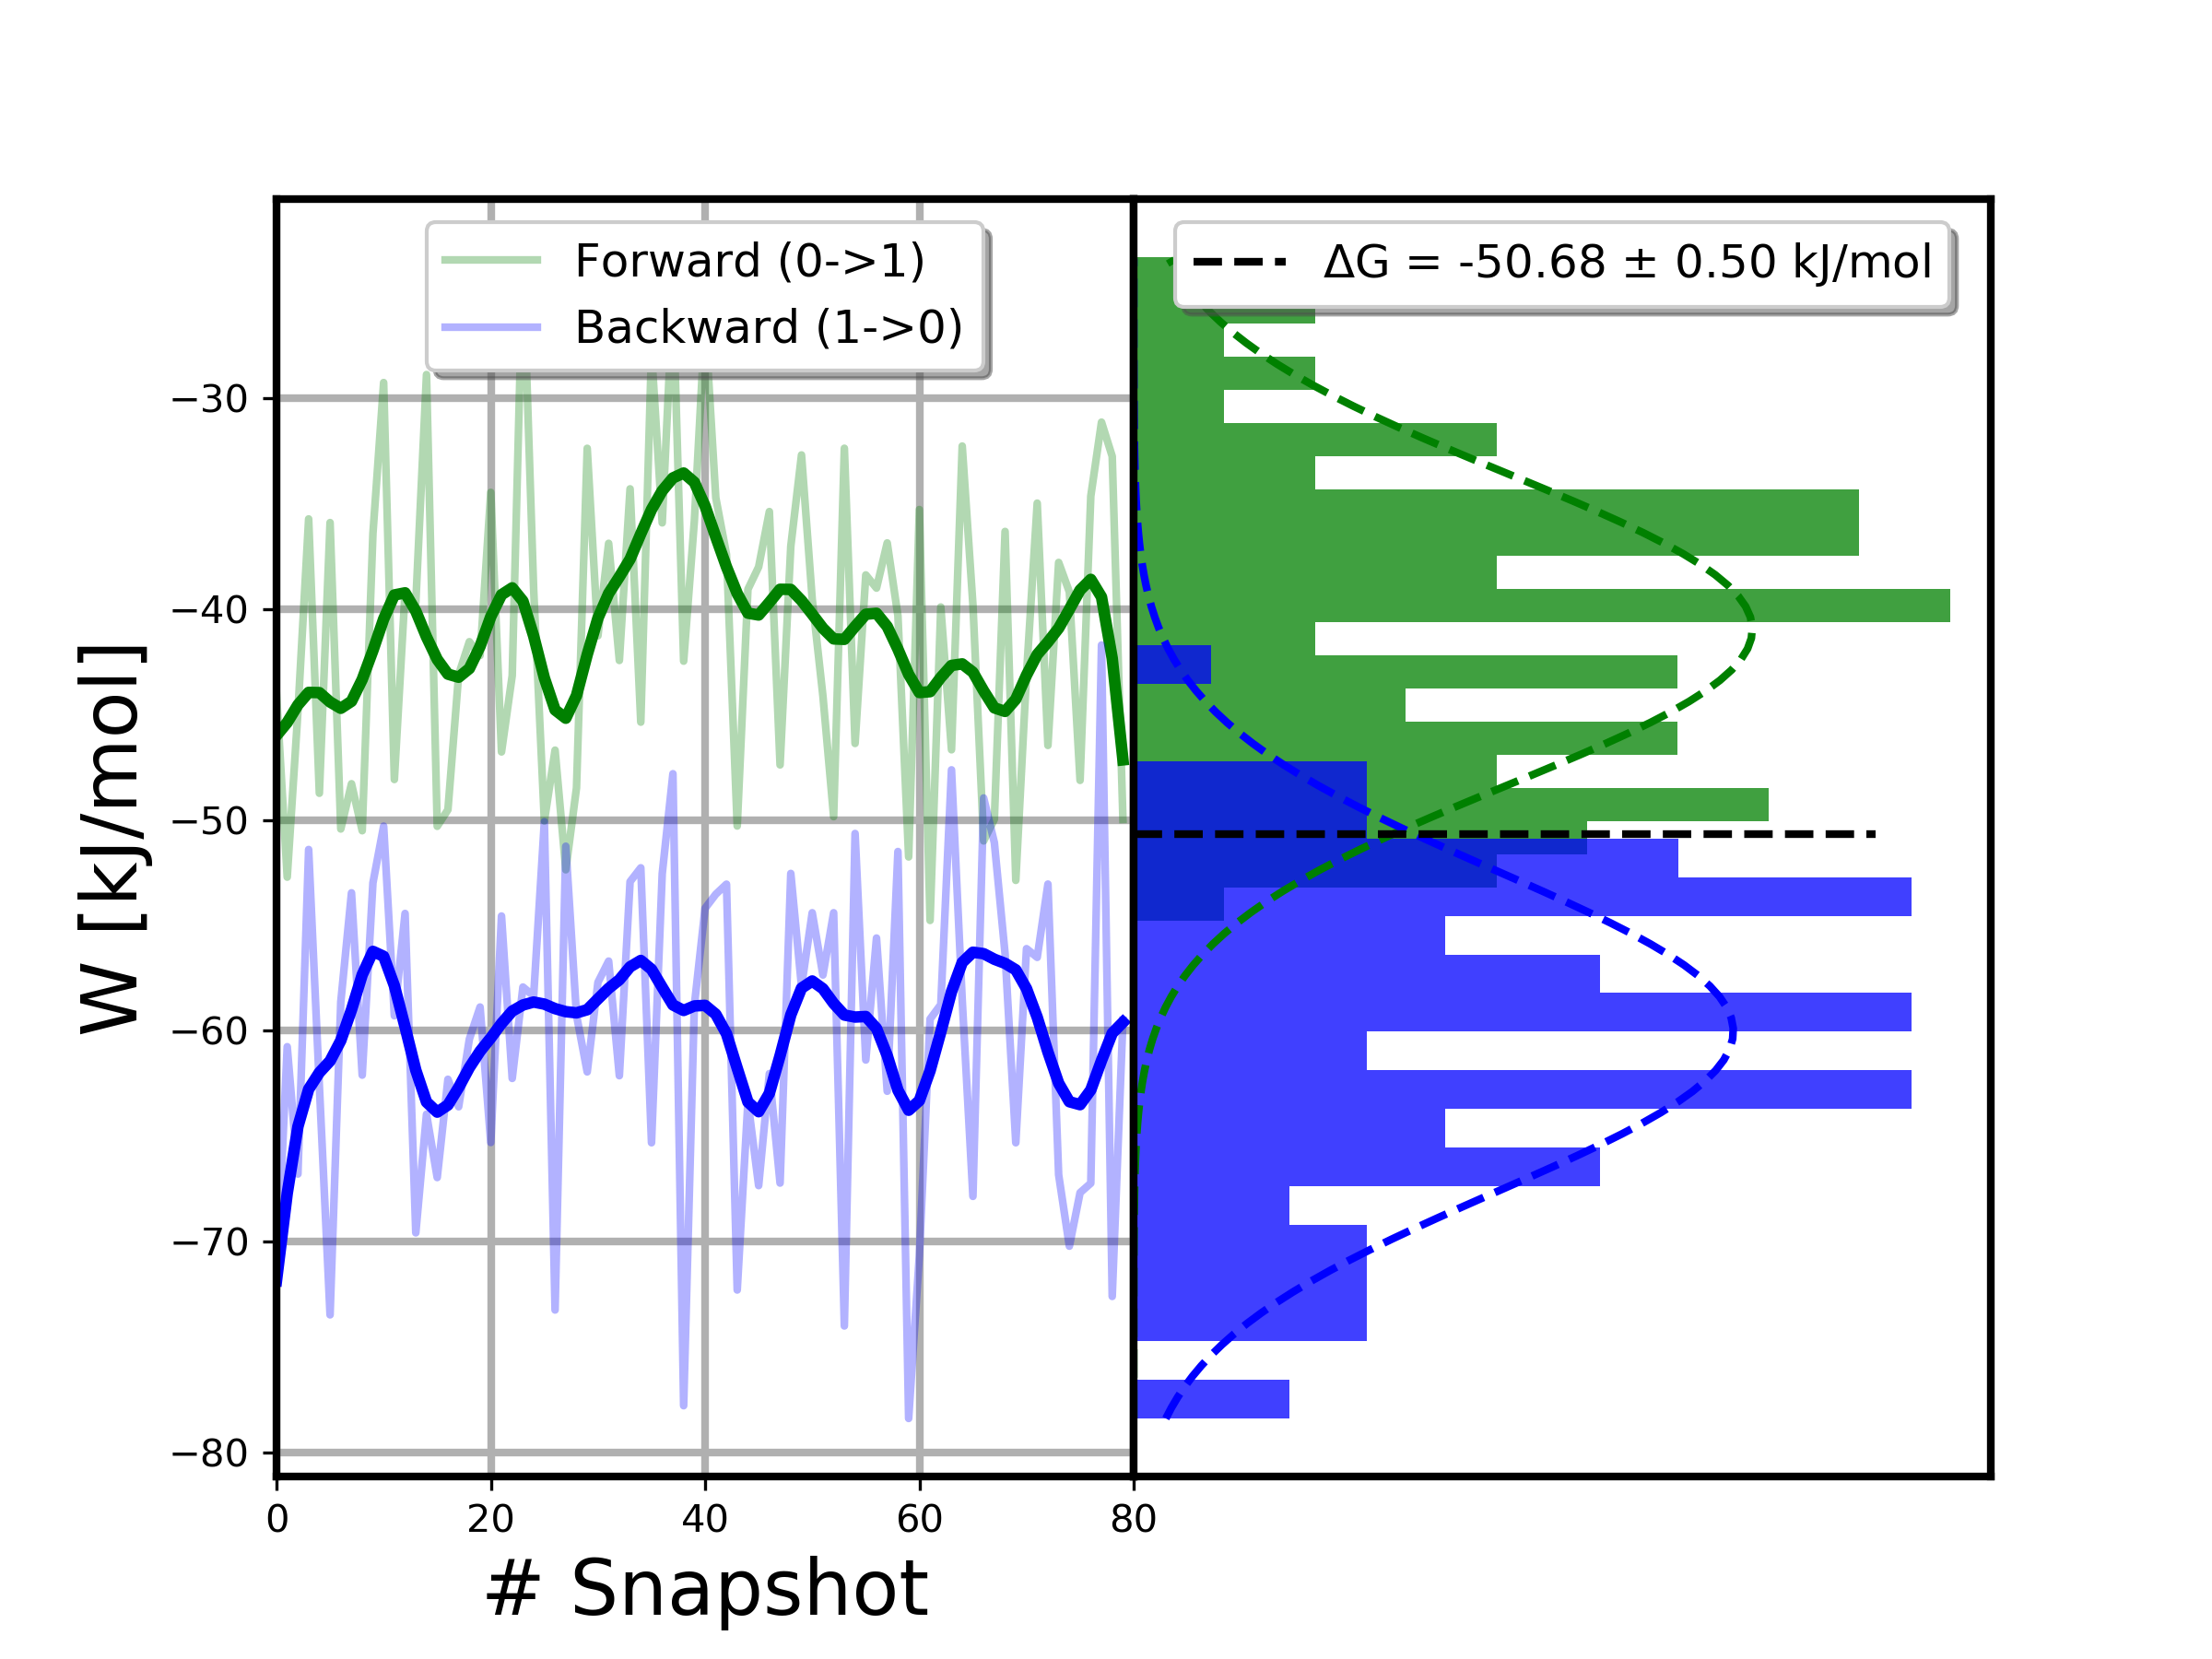 Forward (0->1)
Backward (1->0)
ΔG = -50.68 ± 0.50 kJ/mol
W [kJ/mol]
−30
−40
−50
−60
−70
−80
0 20 40 60 80
# Snapshot